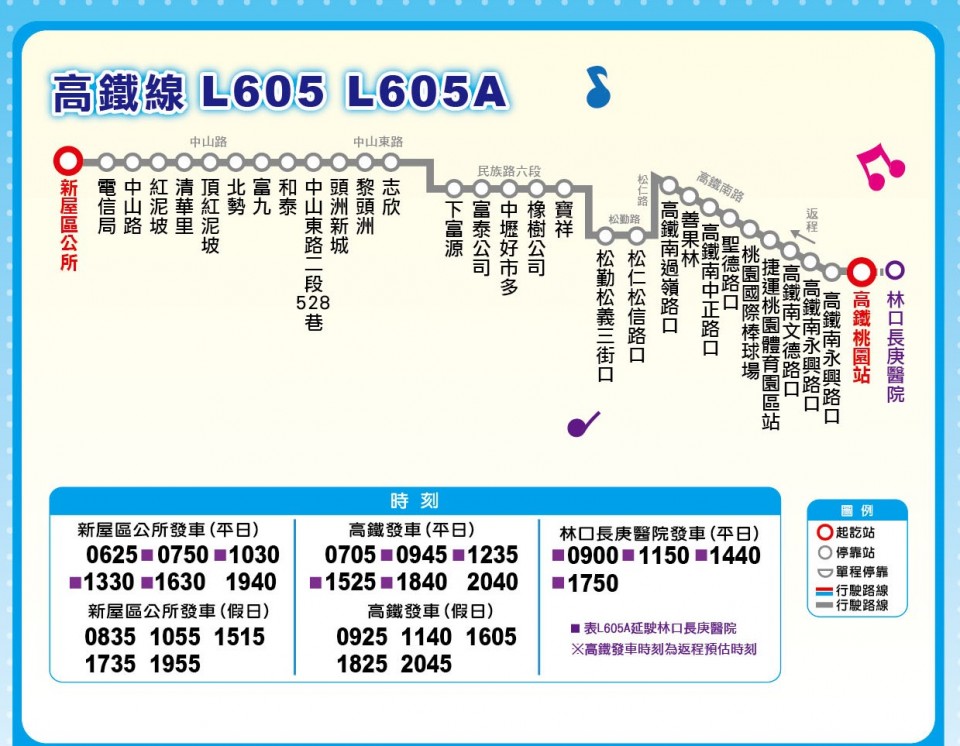 高鐵線 L605 L605A
中山路
中山東路
民族路六段
松勤路
松仁路
高鐵南路
返程
新屋區公所
電信局
中山路
紅泥坡
清華里
頂紅泥坡
北勢
富九
和泰
中山東路二段528巷
頭洲新城
黎頭洲
志欣
下富源
富泰公司
中壢好市多
橡樹公司
寶祥
松勤松義三街口
松仁松信路口
高鐵南過嶺路口
善果林
高鐵南中正路口
聖德路口
桃園國際棒球場
捷運桃園體育園區站
高鐵南文德路口
高鐵南永興路口
高鐵南永興路口
高鐵桃園站
林口長庚醫院
時刻
新屋區公所發車(平日)
0625 ■0750 ■1030
■1330 ■1630 1940
新屋區公所發車(假日)
0835 1055 1515
1735 1955
高鐵發車(平日)
0705 ■0945 ■1235
■1525 ■1840 2040
高鐵發車(假日)
0925 1140 1605
1825 2045
林口長庚醫院發車(平日)
■0900 ■1150 ■1440
■1750
■表L605A延駛林口長庚醫院
※高鐵發車時刻為返程預估時刻
圖例
起訖站
停靠站
單程停靠
行駛路線
行駛路線